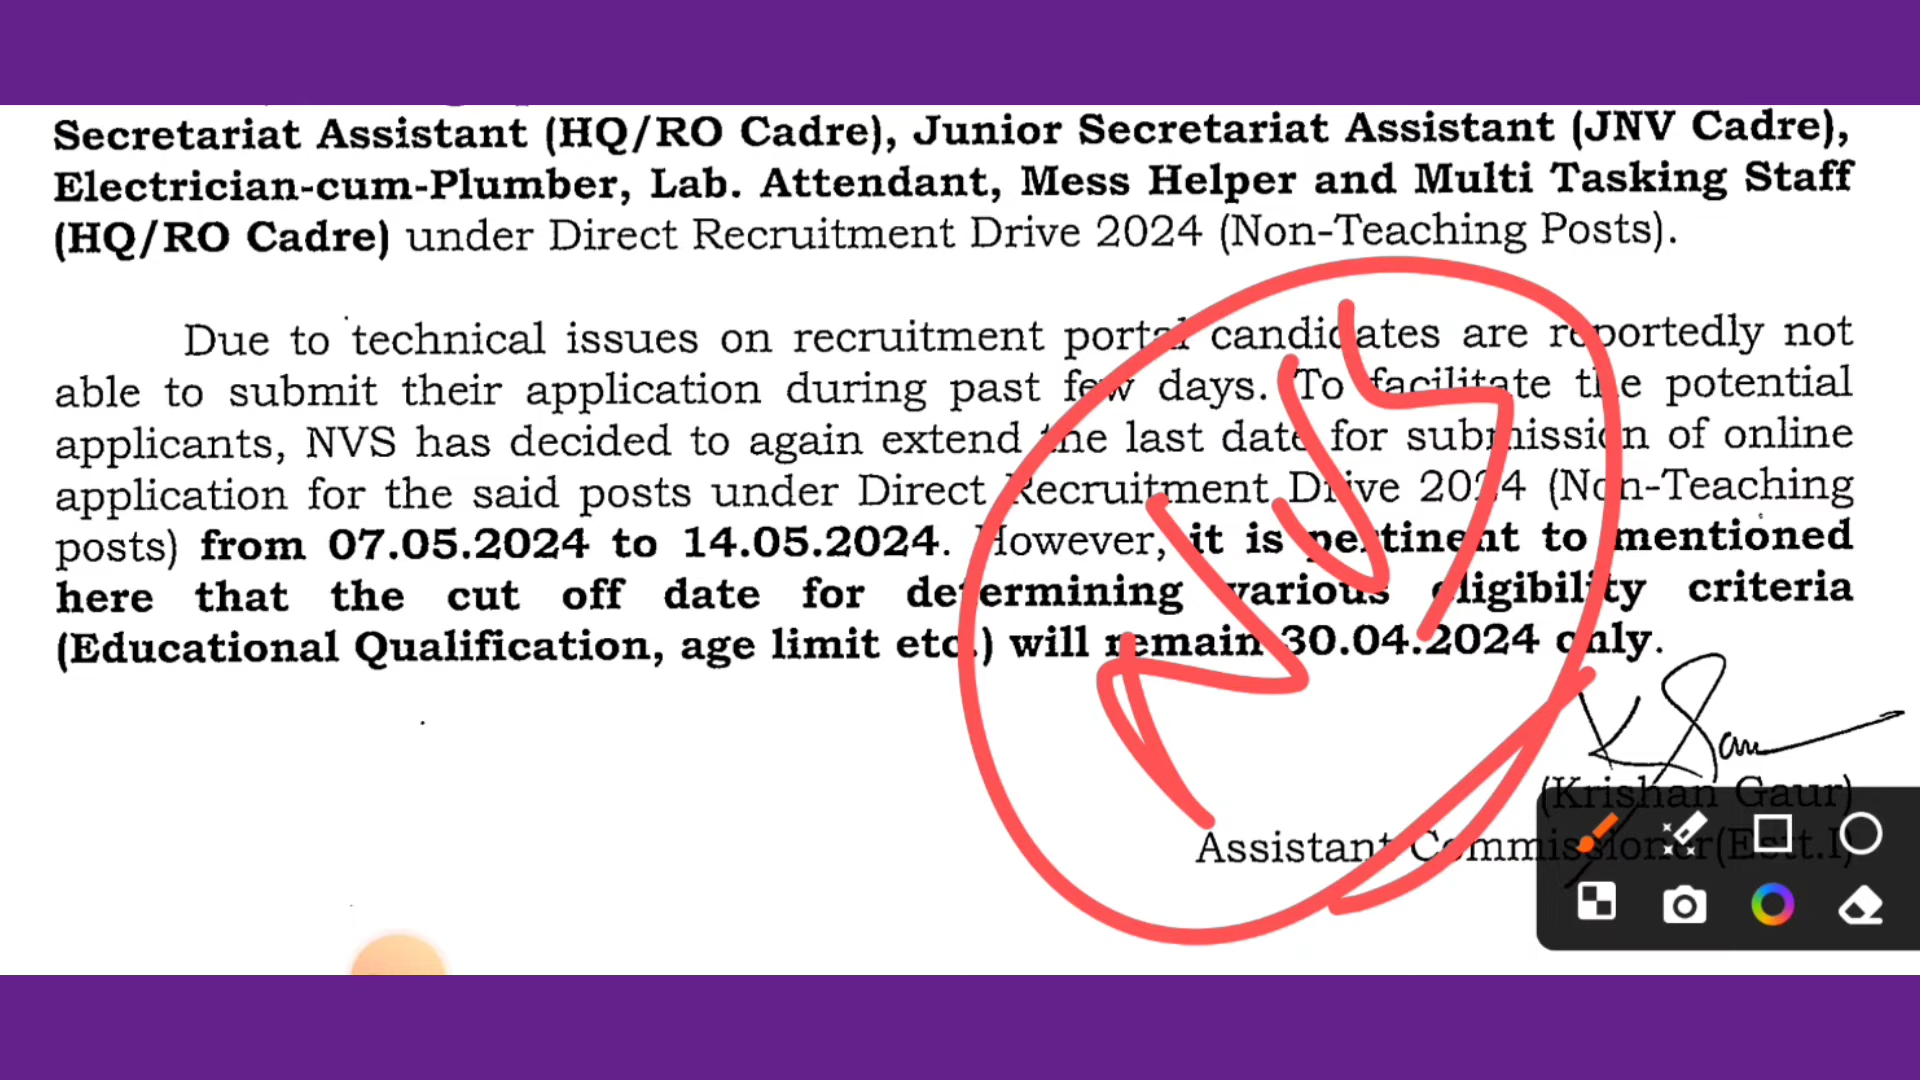 Secretariat Assistant (HQ/RO Cadre), Junior Secretariat Assistant (JNV Cadre),
Electrician-cum-Plumber, Lab. Attendant, Mess Helper and Multi Tasking Staff
(HQ/RO Cadre) under Direct Recruitment Drive 2024 (Non-Teaching Posts).
Due to technical issues on recruitment portal candidates are reportedly not
able to submit their application during past few days. To facilitate the potential
applicants, NVS has decided to again extend the last date for submission of online
application for the said posts under Direct Recruitment Drive 2024 (Non-Teaching
posts) from 07.05.2024 to 14.05.2024. However, it is pertinent to mentioned
here that the cut off date for determining various eligibility criteria
(Educational Qualification, age limit etc.) will remain 30.04.2024 only.
NVS
(Krishan Gaur)
Assistant Commissioner(Estt.I)